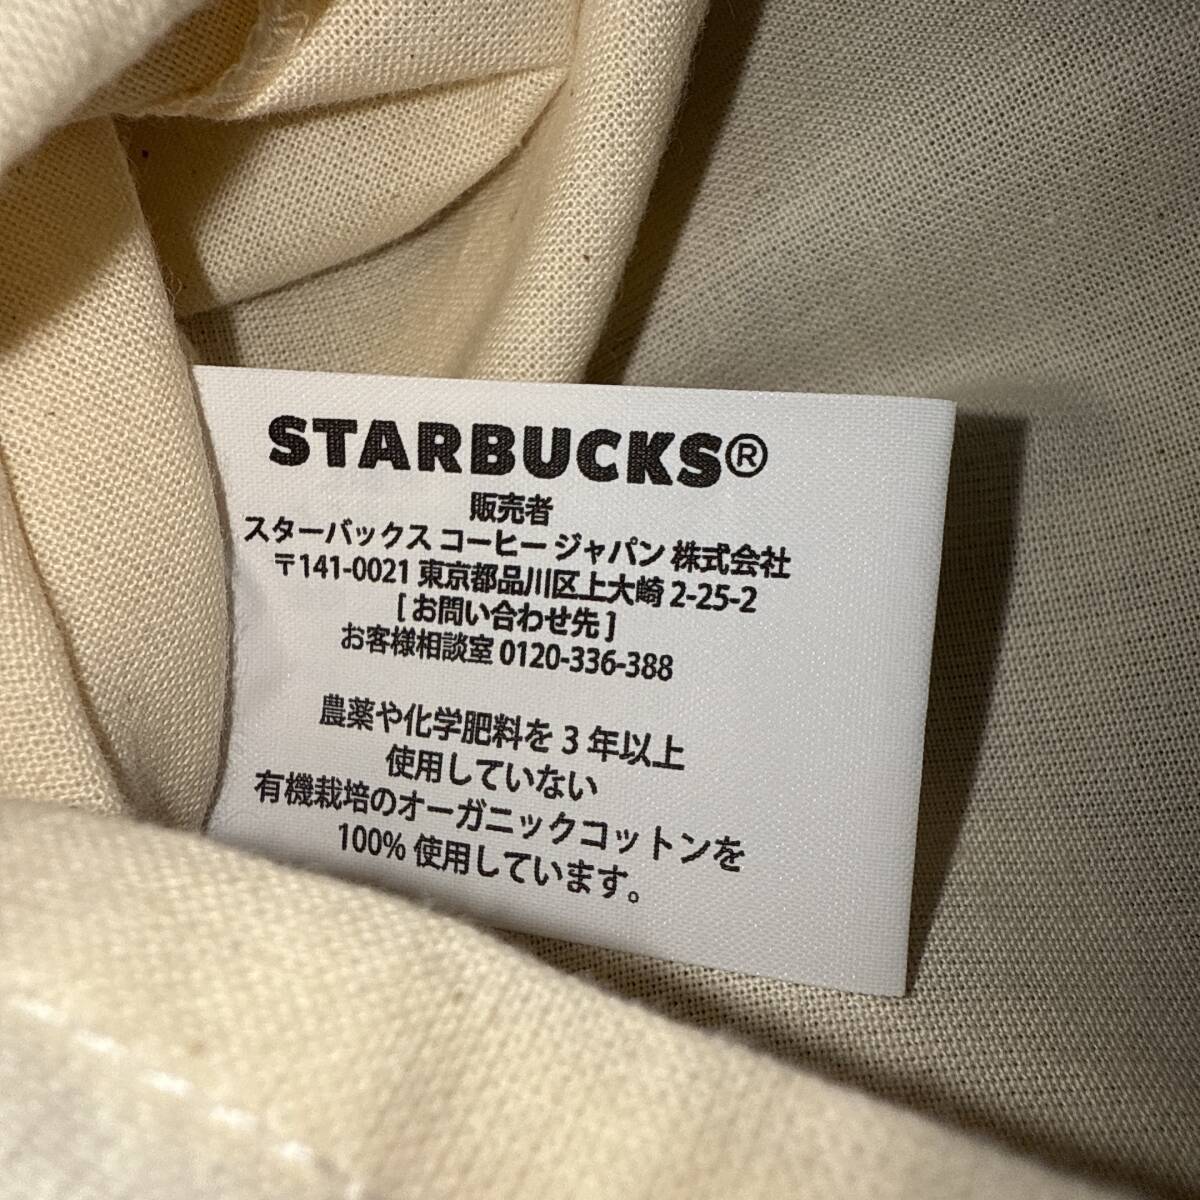 STARBUCKS®
販売者
スターバックス コーヒー ジャパン 株式会社
〒141-0021 東京都品川区上大崎 2-25-2
[ お問い合わせ先 ]
お客様相談室 0120-336-388
農薬や化学肥料を 3 年以上
使用していない
有機栽培のオーガニックコットンを
100% 使用しています。